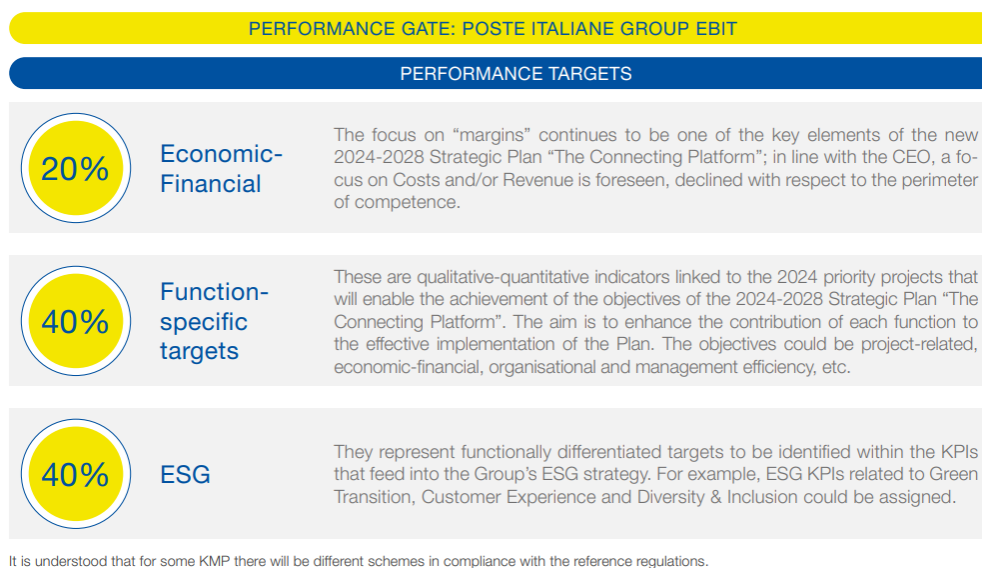 PERFORMANCE GATE: POSTE ITALIANE GROUP EBIT
PERFORMANCE TARGETS
20%
Economic-
Financial
The focus on “margins” continues to be one of the key elements of the new
2024-2028 Strategic Plan “The Connecting Platform”; in line with the CEO, a fo-
cus on Costs and/or Revenue is foreseen, declined with respect to the perimeter
of competence.
40%
Function-
specific
targets
These are qualitative-quantitative indicators linked to the 2024 priority projects that
will enable the achievement of the objectives of the 2024-2028 Strategic Plan “The
Connecting Platform”. The aim is to enhance the contribution of each function to
the effective implementation of the Plan. The objectives could be project-related,
economic-financial, organisational and management efficiency, etc.
40%
ESG
They represent functionally differentiated targets to be identified within the KPIs
that feed into the Group’s ESG strategy. For example, ESG KPIs related to Green
Transition, Customer Experience and Diversity & Inclusion could be assigned.
It is understood that for some KMP there will be different schemes in compliance with the reference regulations.